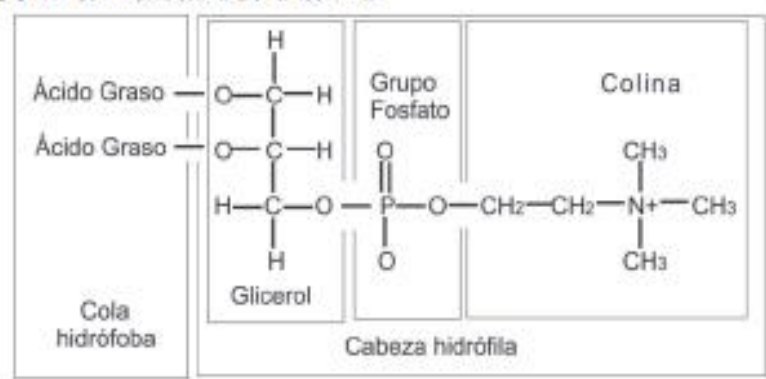 H
Ácido Graso — O—C—H
Grupo
Fosfato
Colina
Ácido Graso — O—C—H
O
CH3
H—C—O—P—O—CH2—CH2—N+—CH3
H
O
CH3
Glicerol
Cola
hidrófoba
Cabeza hidrófila